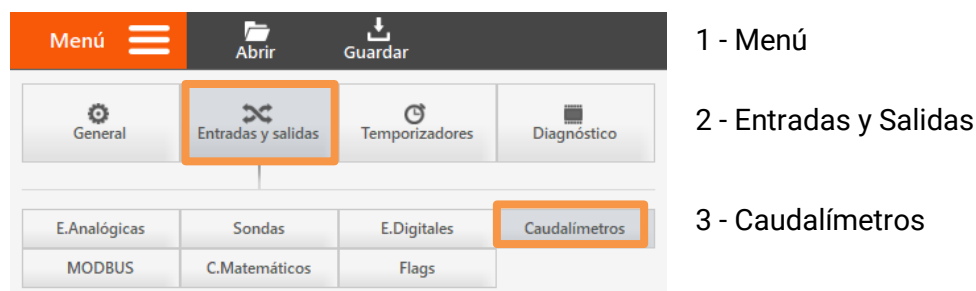 Menú
Abrir
Guardar
1 - Menú
General
Entradas y salidas
Temporizadores
Diagnóstico
2 - Entradas y Salidas
E.Analógicas
Sondas
E.Digitales
Caudalímetros
3 - Caudalímetros
MODBUS
C.Matemáticos
Flags